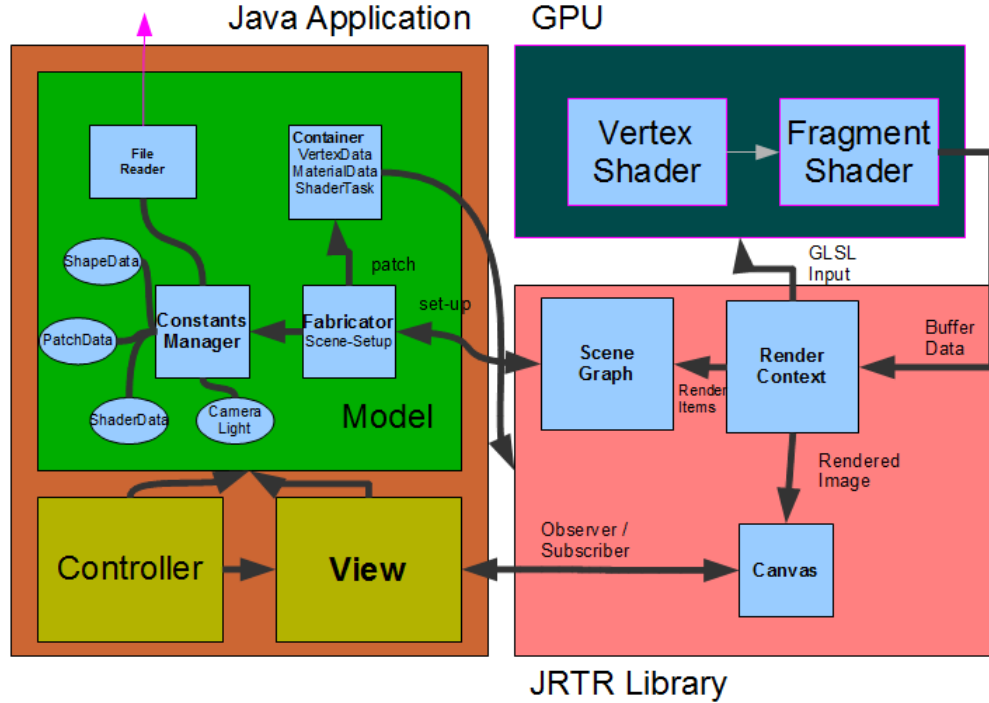 Java Application
GPU
File
Reader
Container
VertexData
MaterialData
ShaderTask
Vertex
Shader
Fragment
Shader
ShapeData
patch
GLSL
Input
PatchData
Constants
Manager
Fabricator
Scene-Setup
set-up
Scene
Graph
Render
Context
Buffer
Data
Render
Items
ShaderData
Camera
Light
Model
Rendered
Image
Controller
View
Observer /
Subscriber
Canvas
JRTR Library